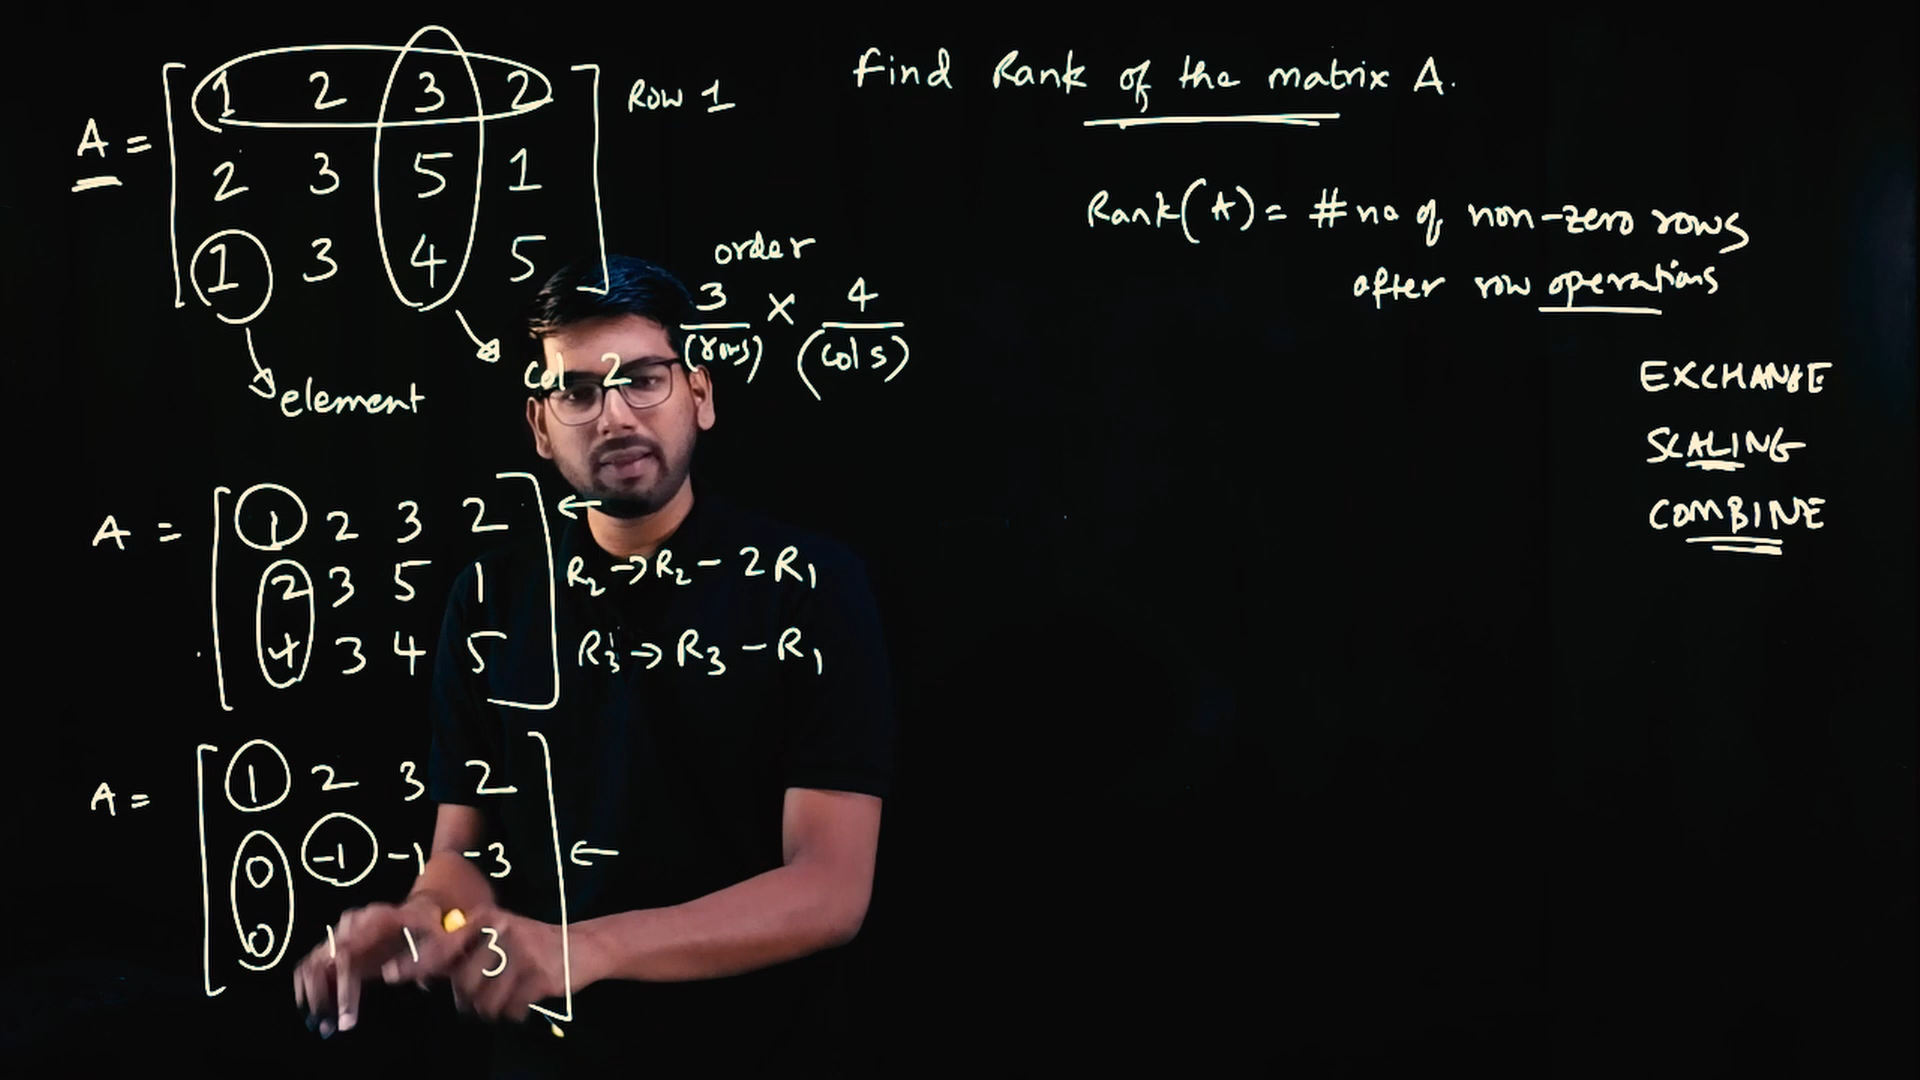 A = [ 1 2 3 2 ] Row 1
2 3 5 1
1 3 4 5
element
col 2
order
3 × 4
(rows) (cols)
Find Rank of the matrix A.
Rank(A) = # no of non-zero rows
after row operations
EXCHANGE
SCALING
COMBINE
A = [ 1 2 3 2 ] ←
2 3 5 1 R2 → R2 - 2R1
1 3 4 5 R3 → R3 - R1
A = [ 1 2 3 2 ]
0 -1 -1 -3 ←
0 1 1 3